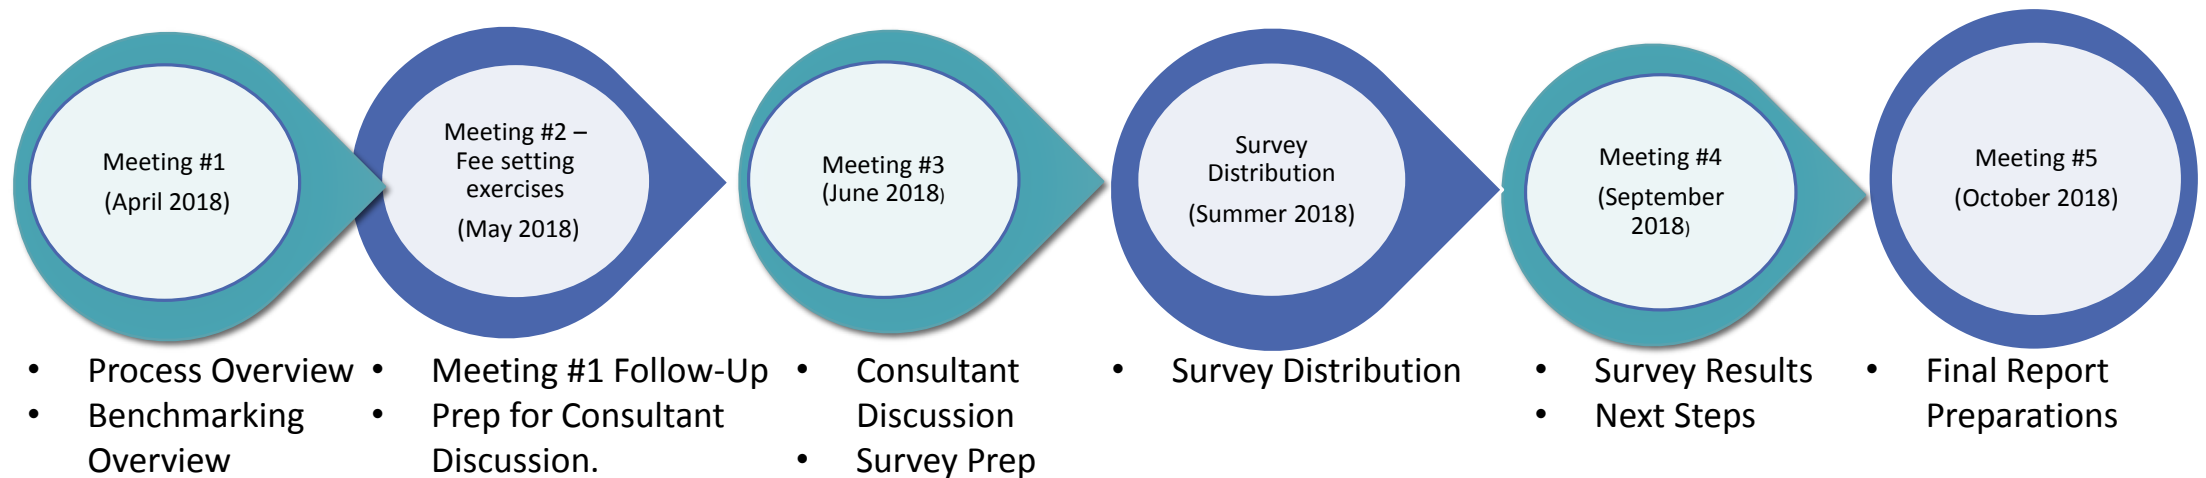 Meeting #1
(April 2018)
Meeting #2 –
Fee setting
exercises
(May 2018)
Meeting #3
(June 2018)
Survey
Distribution
(Summer 2018)
Meeting #4
(September
2018)
Meeting #5
(October 2018)
• Process Overview
• Benchmarking
Overview
• Meeting #1 Follow-Up
• Prep for Consultant
Discussion.
• Consultant
Discussion
• Survey Prep
• Survey Distribution
• Survey Results
• Next Steps
• Final Report
Preparations